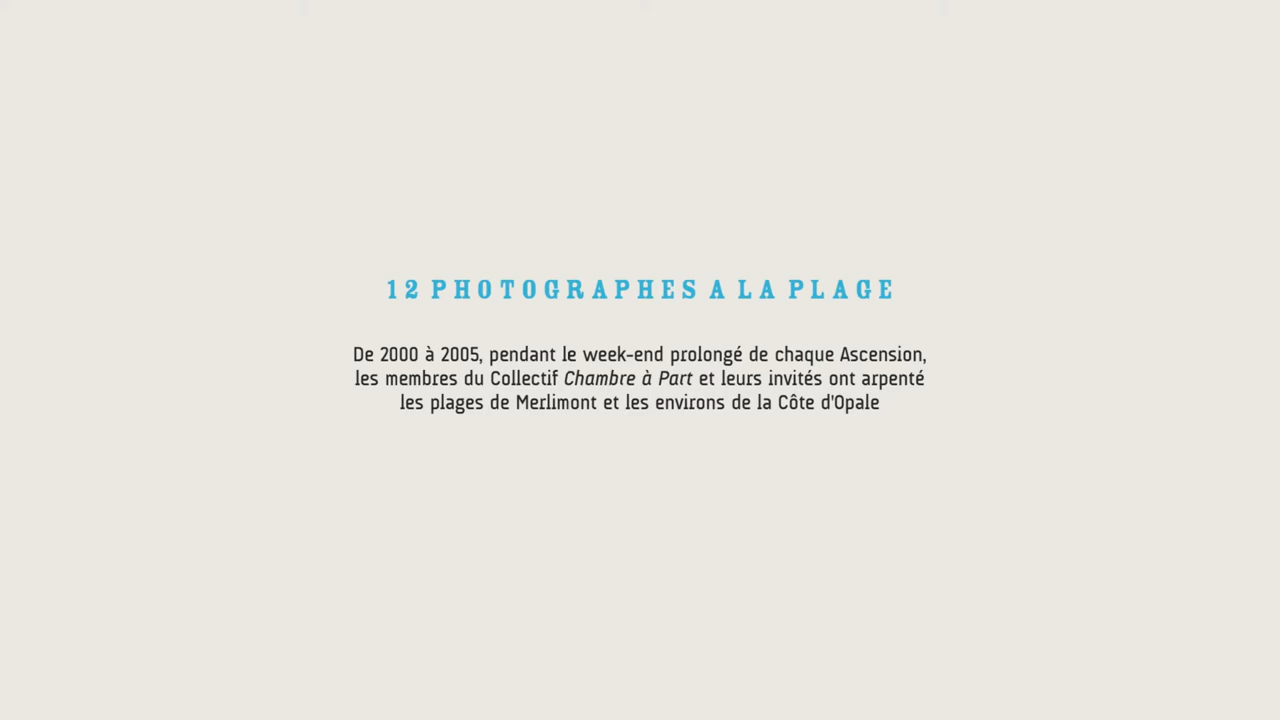 12 PHOTOGRAPHES A LA PLAGE
De 2000 à 2005, pendant le week-end prolongé de chaque Ascension,
les membres du Collectif Chambre à Part et leurs invités ont arpenté
les plages de Merlimont et les environs de la Côte d'Opale